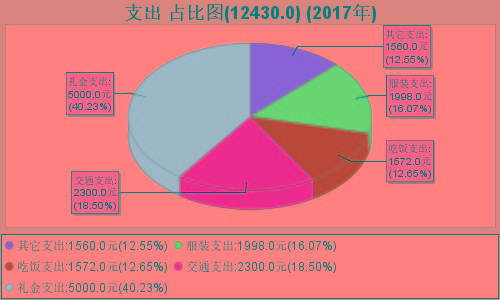 支出 占比图(12430.0) (2017年)
其它支出:
1560.0元
(12.55%)
礼金支出:
5000.0元
(40.23%)
服装支出:
1998.0元
(16.07%)
吃饭支出:
1572.0元
(12.65%)
交通支出:
2300.0元
(18.50%)
其它支出:1560.0元(12.55%) 服装支出:1998.0元(16.07%)
吃饭支出:1572.0元(12.65%) 交通支出:2300.0元(18.50%)
礼金支出:5000.0元(40.23%)